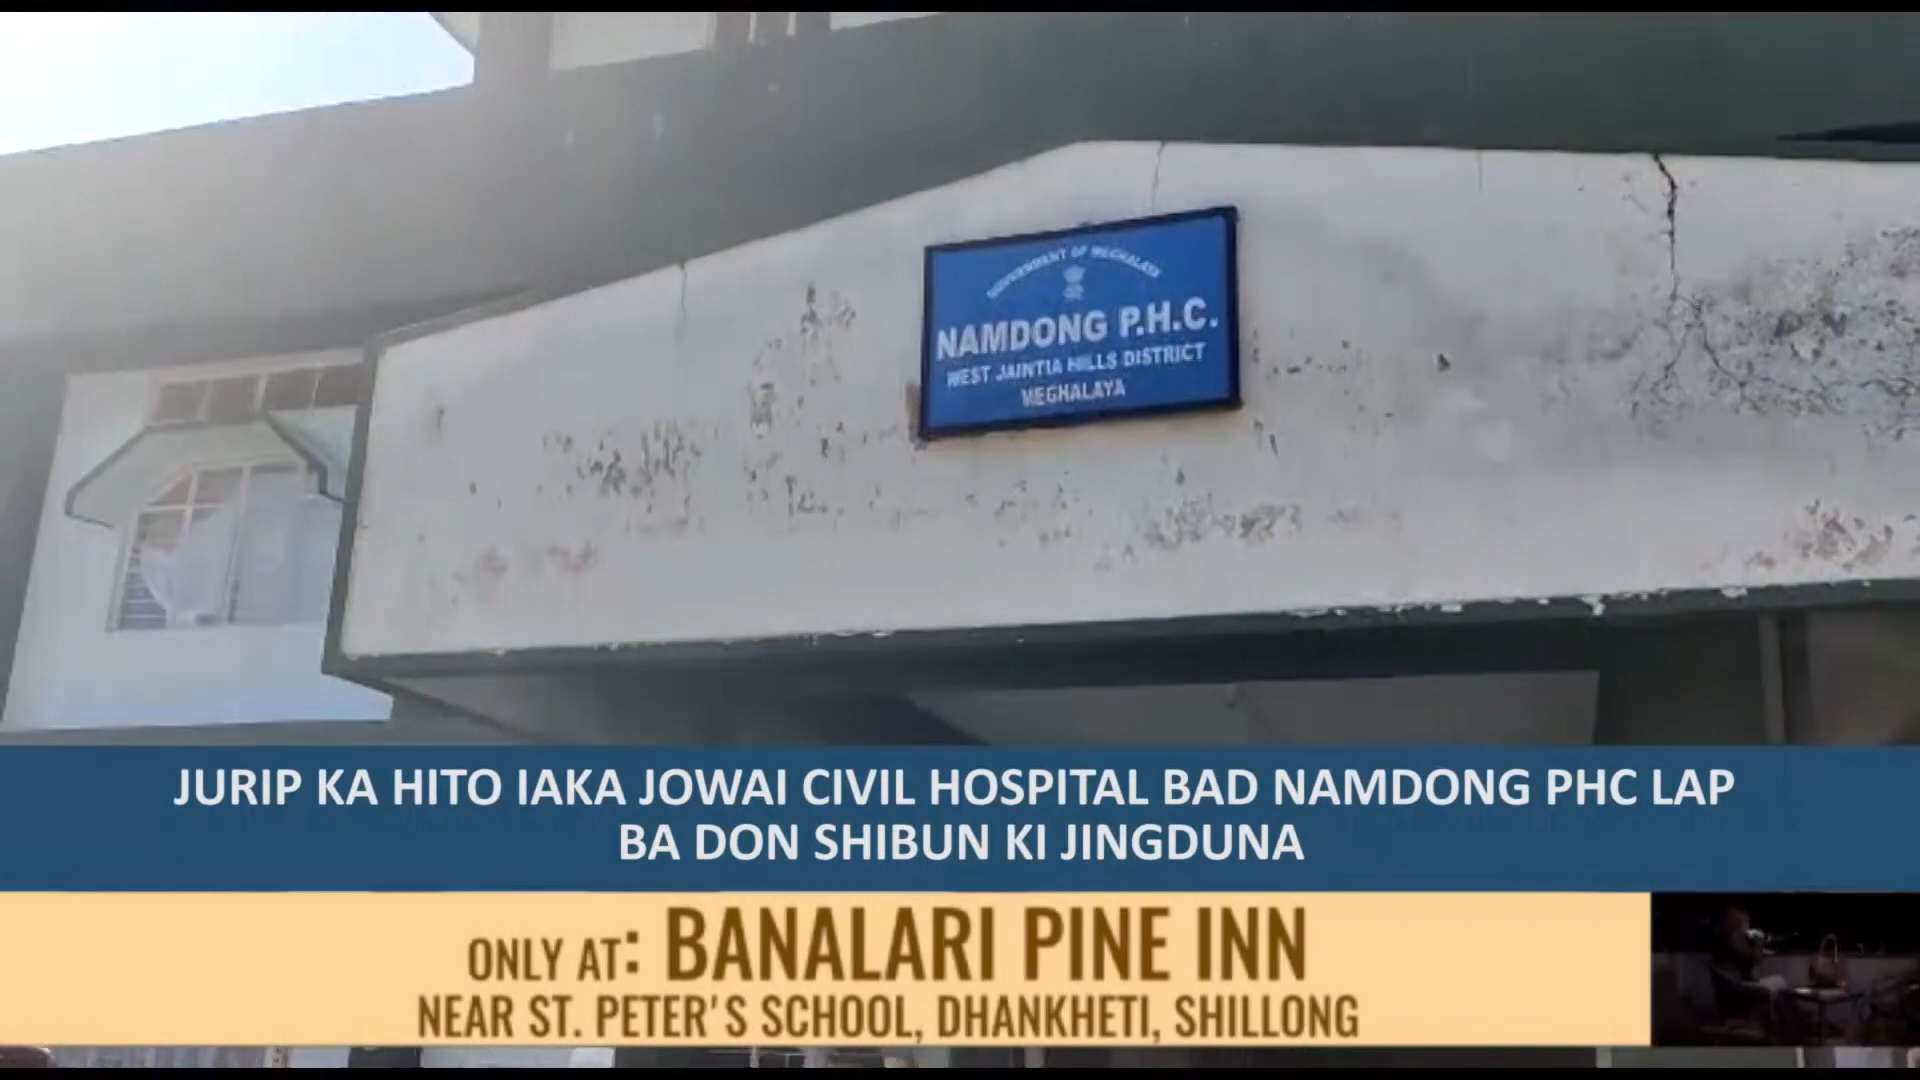 GOVERNMENT OF MEGHALAYA
NAMDONG P.H.C.
WEST JAINTIA HILLS DISTRICT
MEGHALAYA
JURIP KA HITO IAKA JOWAI CIVIL HOSPITAL BAD NAMDONG PHC LAP
BA DON SHIBUN KI JINGDUNA
ONLY AT: BANALARI PINE INN
NEAR ST. PETER'S SCHOOL, DHANKHETI, SHILLONG